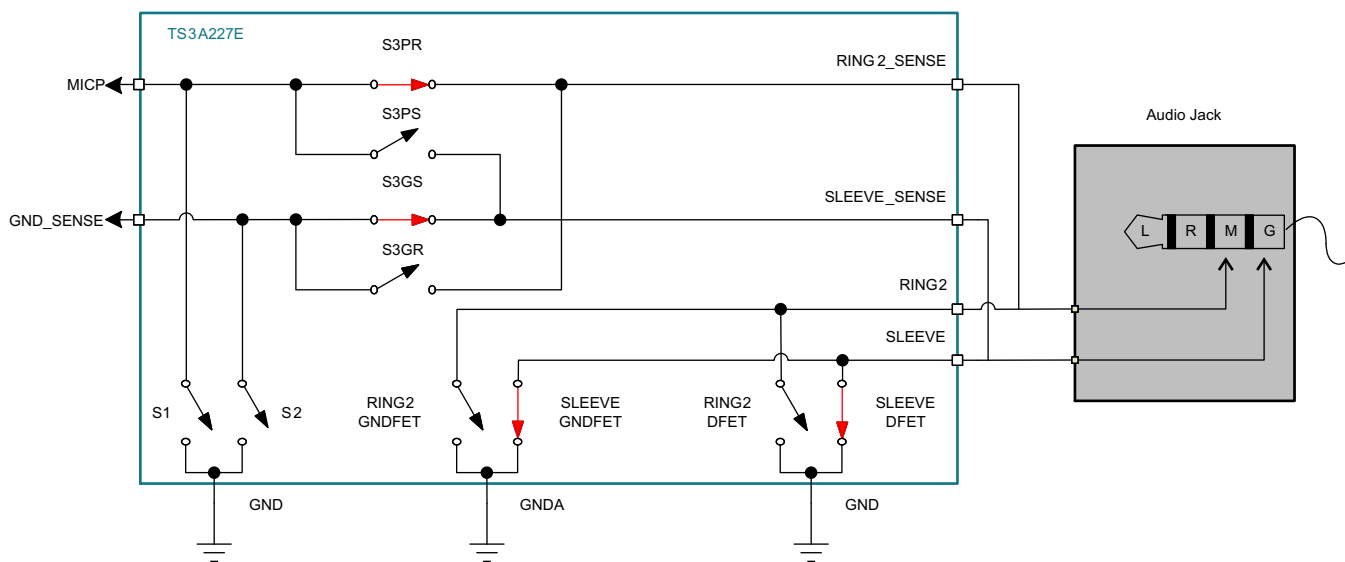 TS3A227E
S3PR
RING2_SENSE
MICP
S3PS
Audio Jack
S3GS
SLEEVE_SENSE
GND_SENSE
L R M G
S3GR
RING2
SLEEVE
S1
S2
RING2
GNDFET
SLEEVE
GNDFET
RING2
DFET
SLEEVE
DFET
GND
GNDA
GND